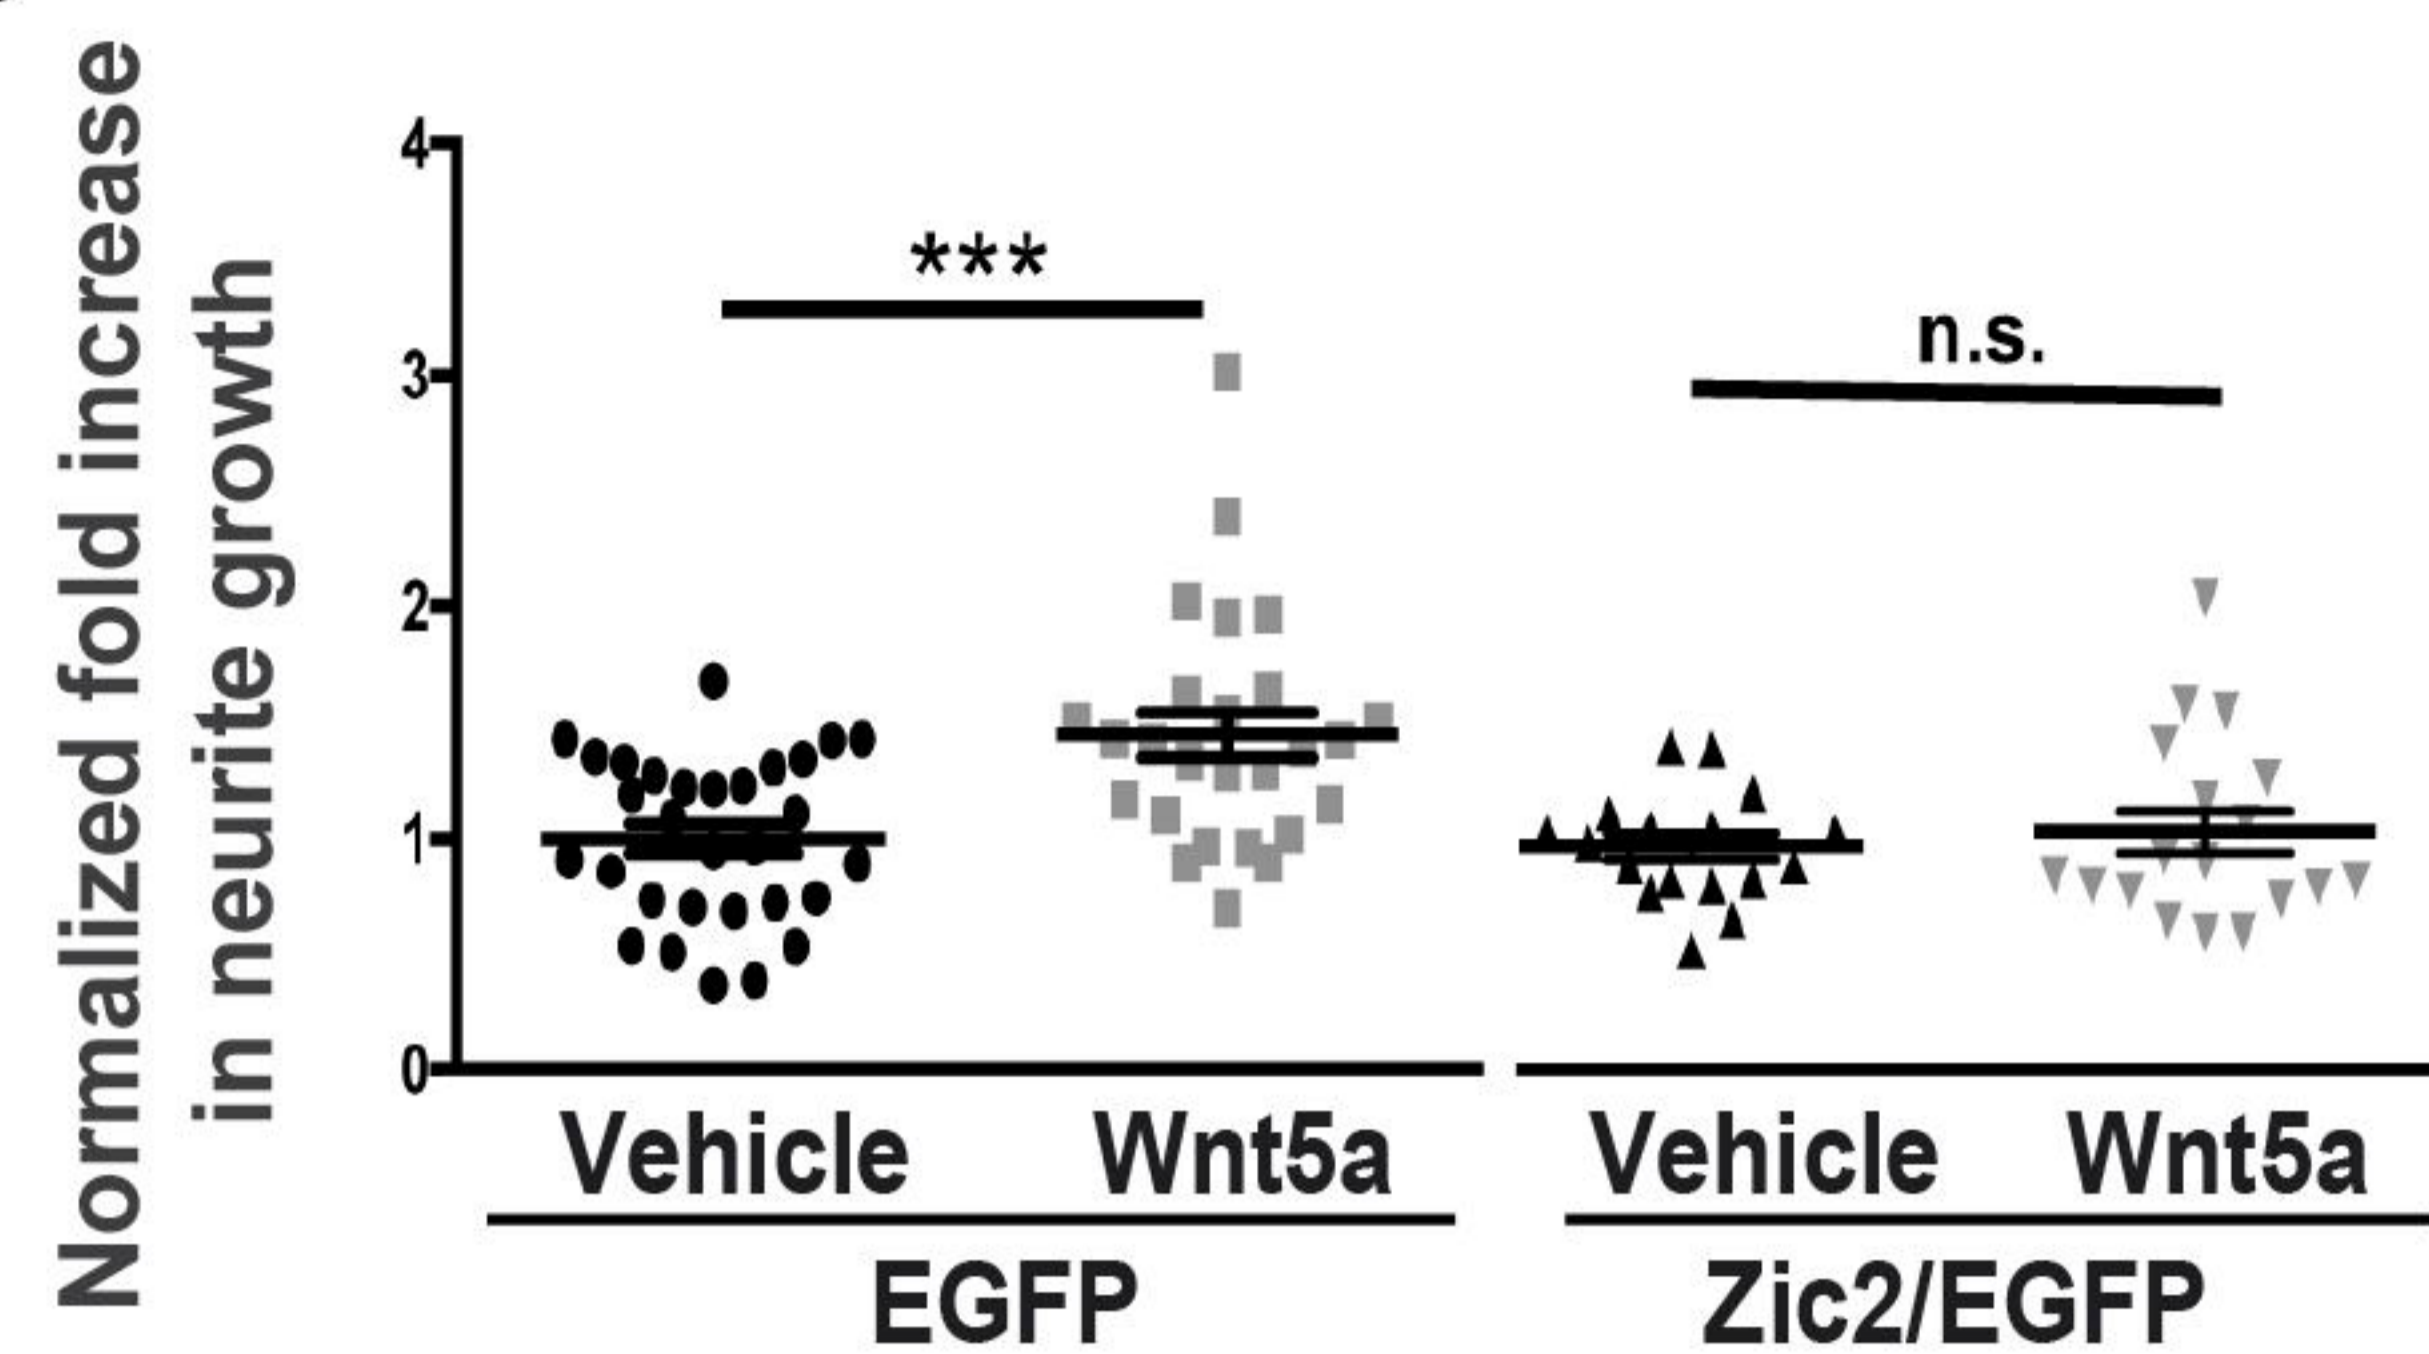 Normalized fold increase
in neurite growth
4
***
3
n.s.
2
1
0
Vehicle Wnt5a Vehicle Wnt5a
EGFP Zic2/EGFP